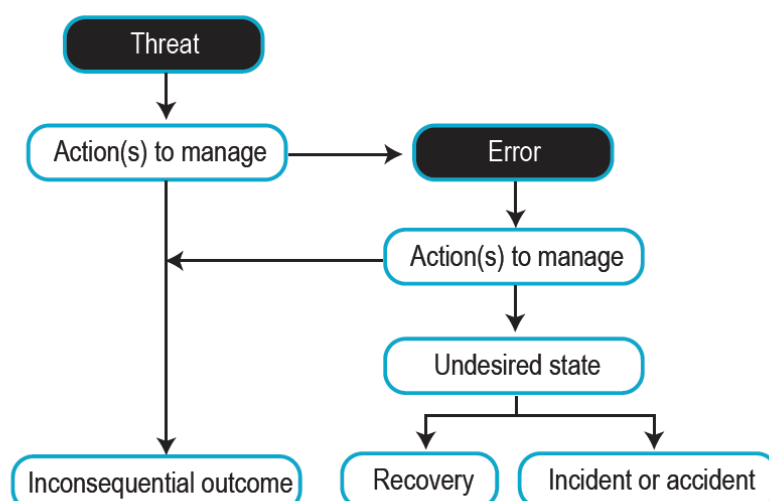 Threat
Action(s) to manage
Error
Action(s) to manage
Undesired state
Inconsequential outcome
Recovery
Incident or accident